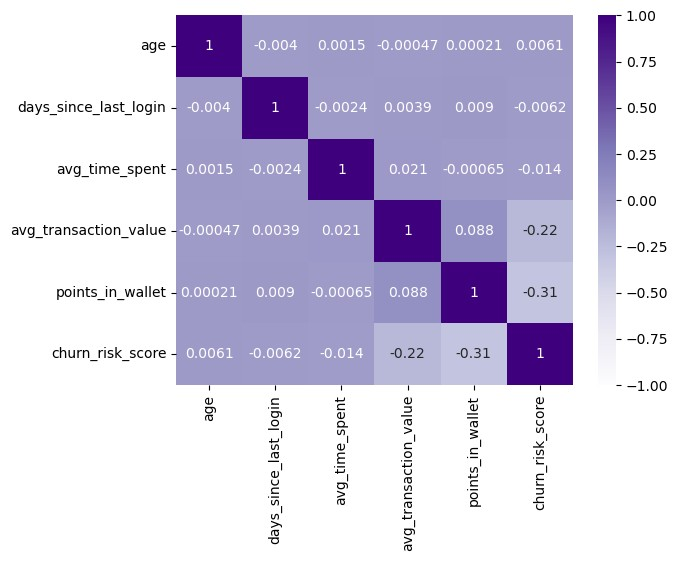 age 1 -0.004 0.0015 -0.00047 0.00021 0.0061
days_since_last_login -0.004 1 -0.0024 0.0039 0.009 -0.0062
avg_time_spent 0.0015 -0.0024 1 0.021 -0.00065 -0.014
avg_transaction_value -0.00047 0.0039 0.021 1 0.088 -0.22
points_in_wallet 0.00021 0.009 -0.00065 0.088 1 -0.31
churn_risk_score 0.0061 -0.0062 -0.014 -0.22 -0.31 1
age
days_since_last_login
avg_time_spent
avg_transaction_value
points_in_wallet
churn_risk_score
1.00
0.75
0.50
0.25
0.00
-0.25
-0.50
-0.75
-1.00